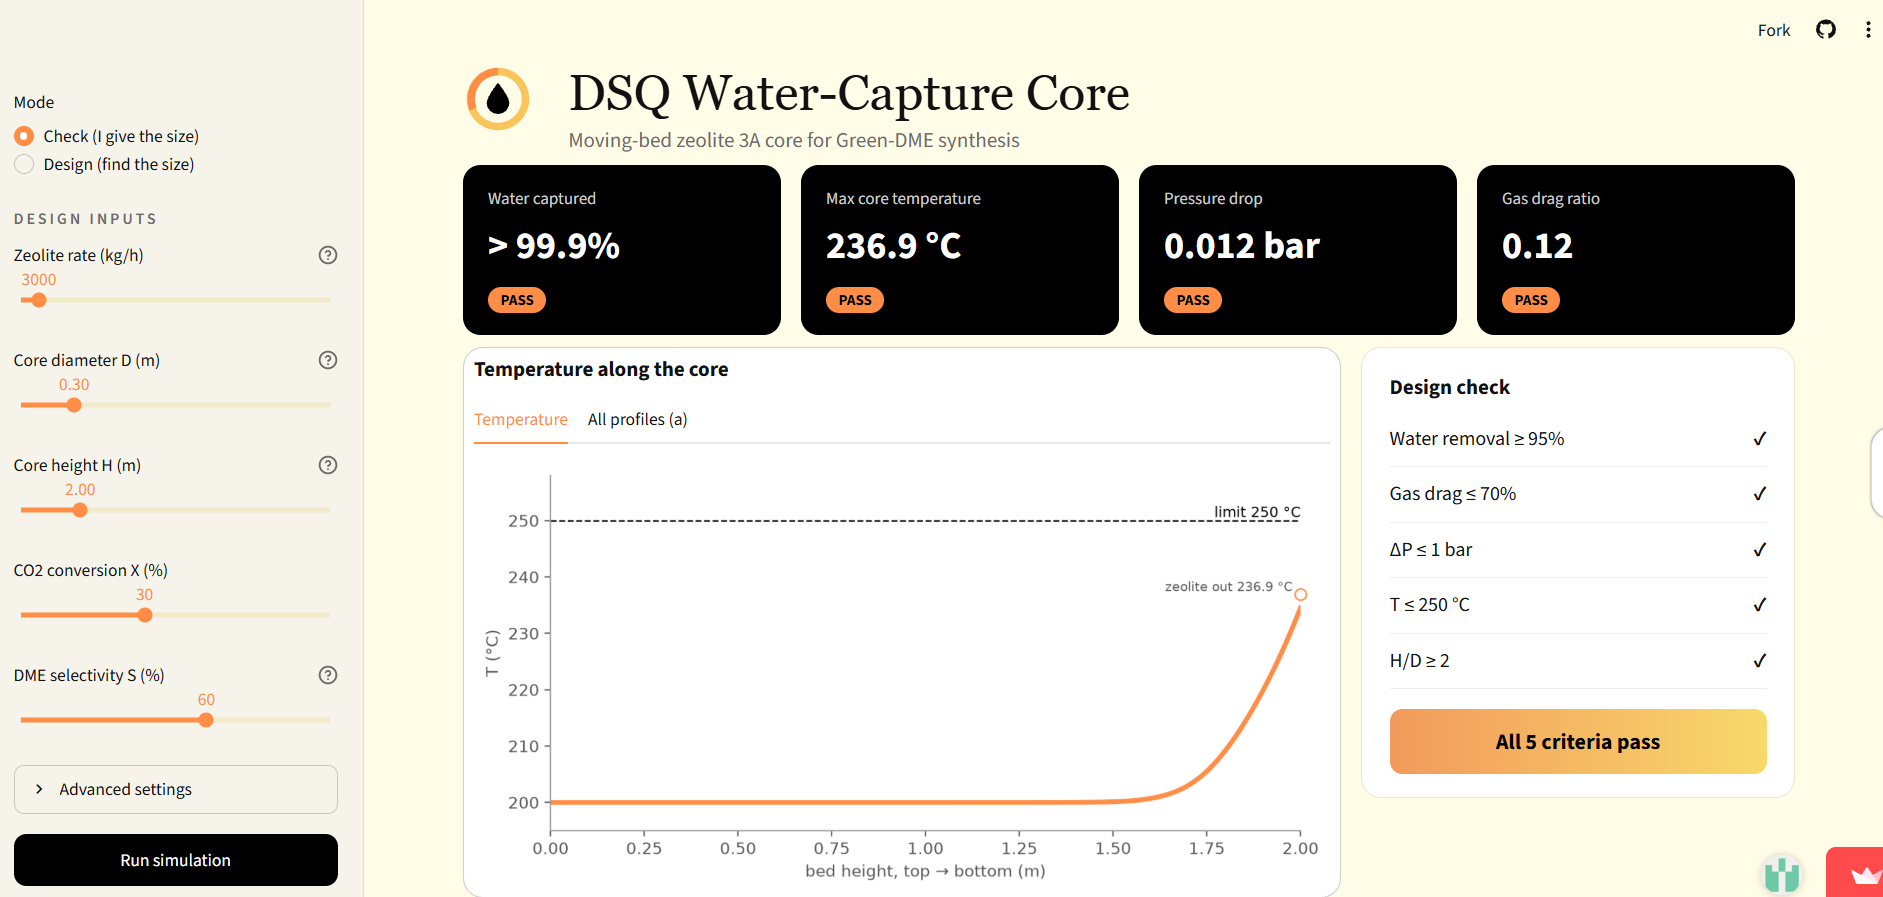 Fork
Mode
Check (I give the size)
Design (find the size)
DESIGN INPUTS
Zeolite rate (kg/h)
3000
Core diameter D (m)
0.30
Core height H (m)
2.00
CO2 conversion X (%)
30
DME selectivity S (%)
60
Advanced settings
Run simulation
DSQ Water-Capture Core
Moving-bed zeolite 3A core for Green-DME synthesis
Water captured
> 99.9%
PASS
Max core temperature
236.9 °C
PASS
Pressure drop
0.012 bar
PASS
Gas drag ratio
0.12
PASS
Temperature along the core
Temperature
All profiles (a)
limit 250 °C
zeolite out 236.9 °C
T (°C)
250
240
230
220
210
200
0.00 0.25 0.50 0.75 1.00 1.25 1.50 1.75 2.00
bed height, top → bottom (m)
Design check
Water removal ≥ 95% ✓
Gas drag ≤ 70% ✓
ΔP ≤ 1 bar ✓
T ≤ 250 °C ✓
H/D ≥ 2 ✓
All 5 criteria pass